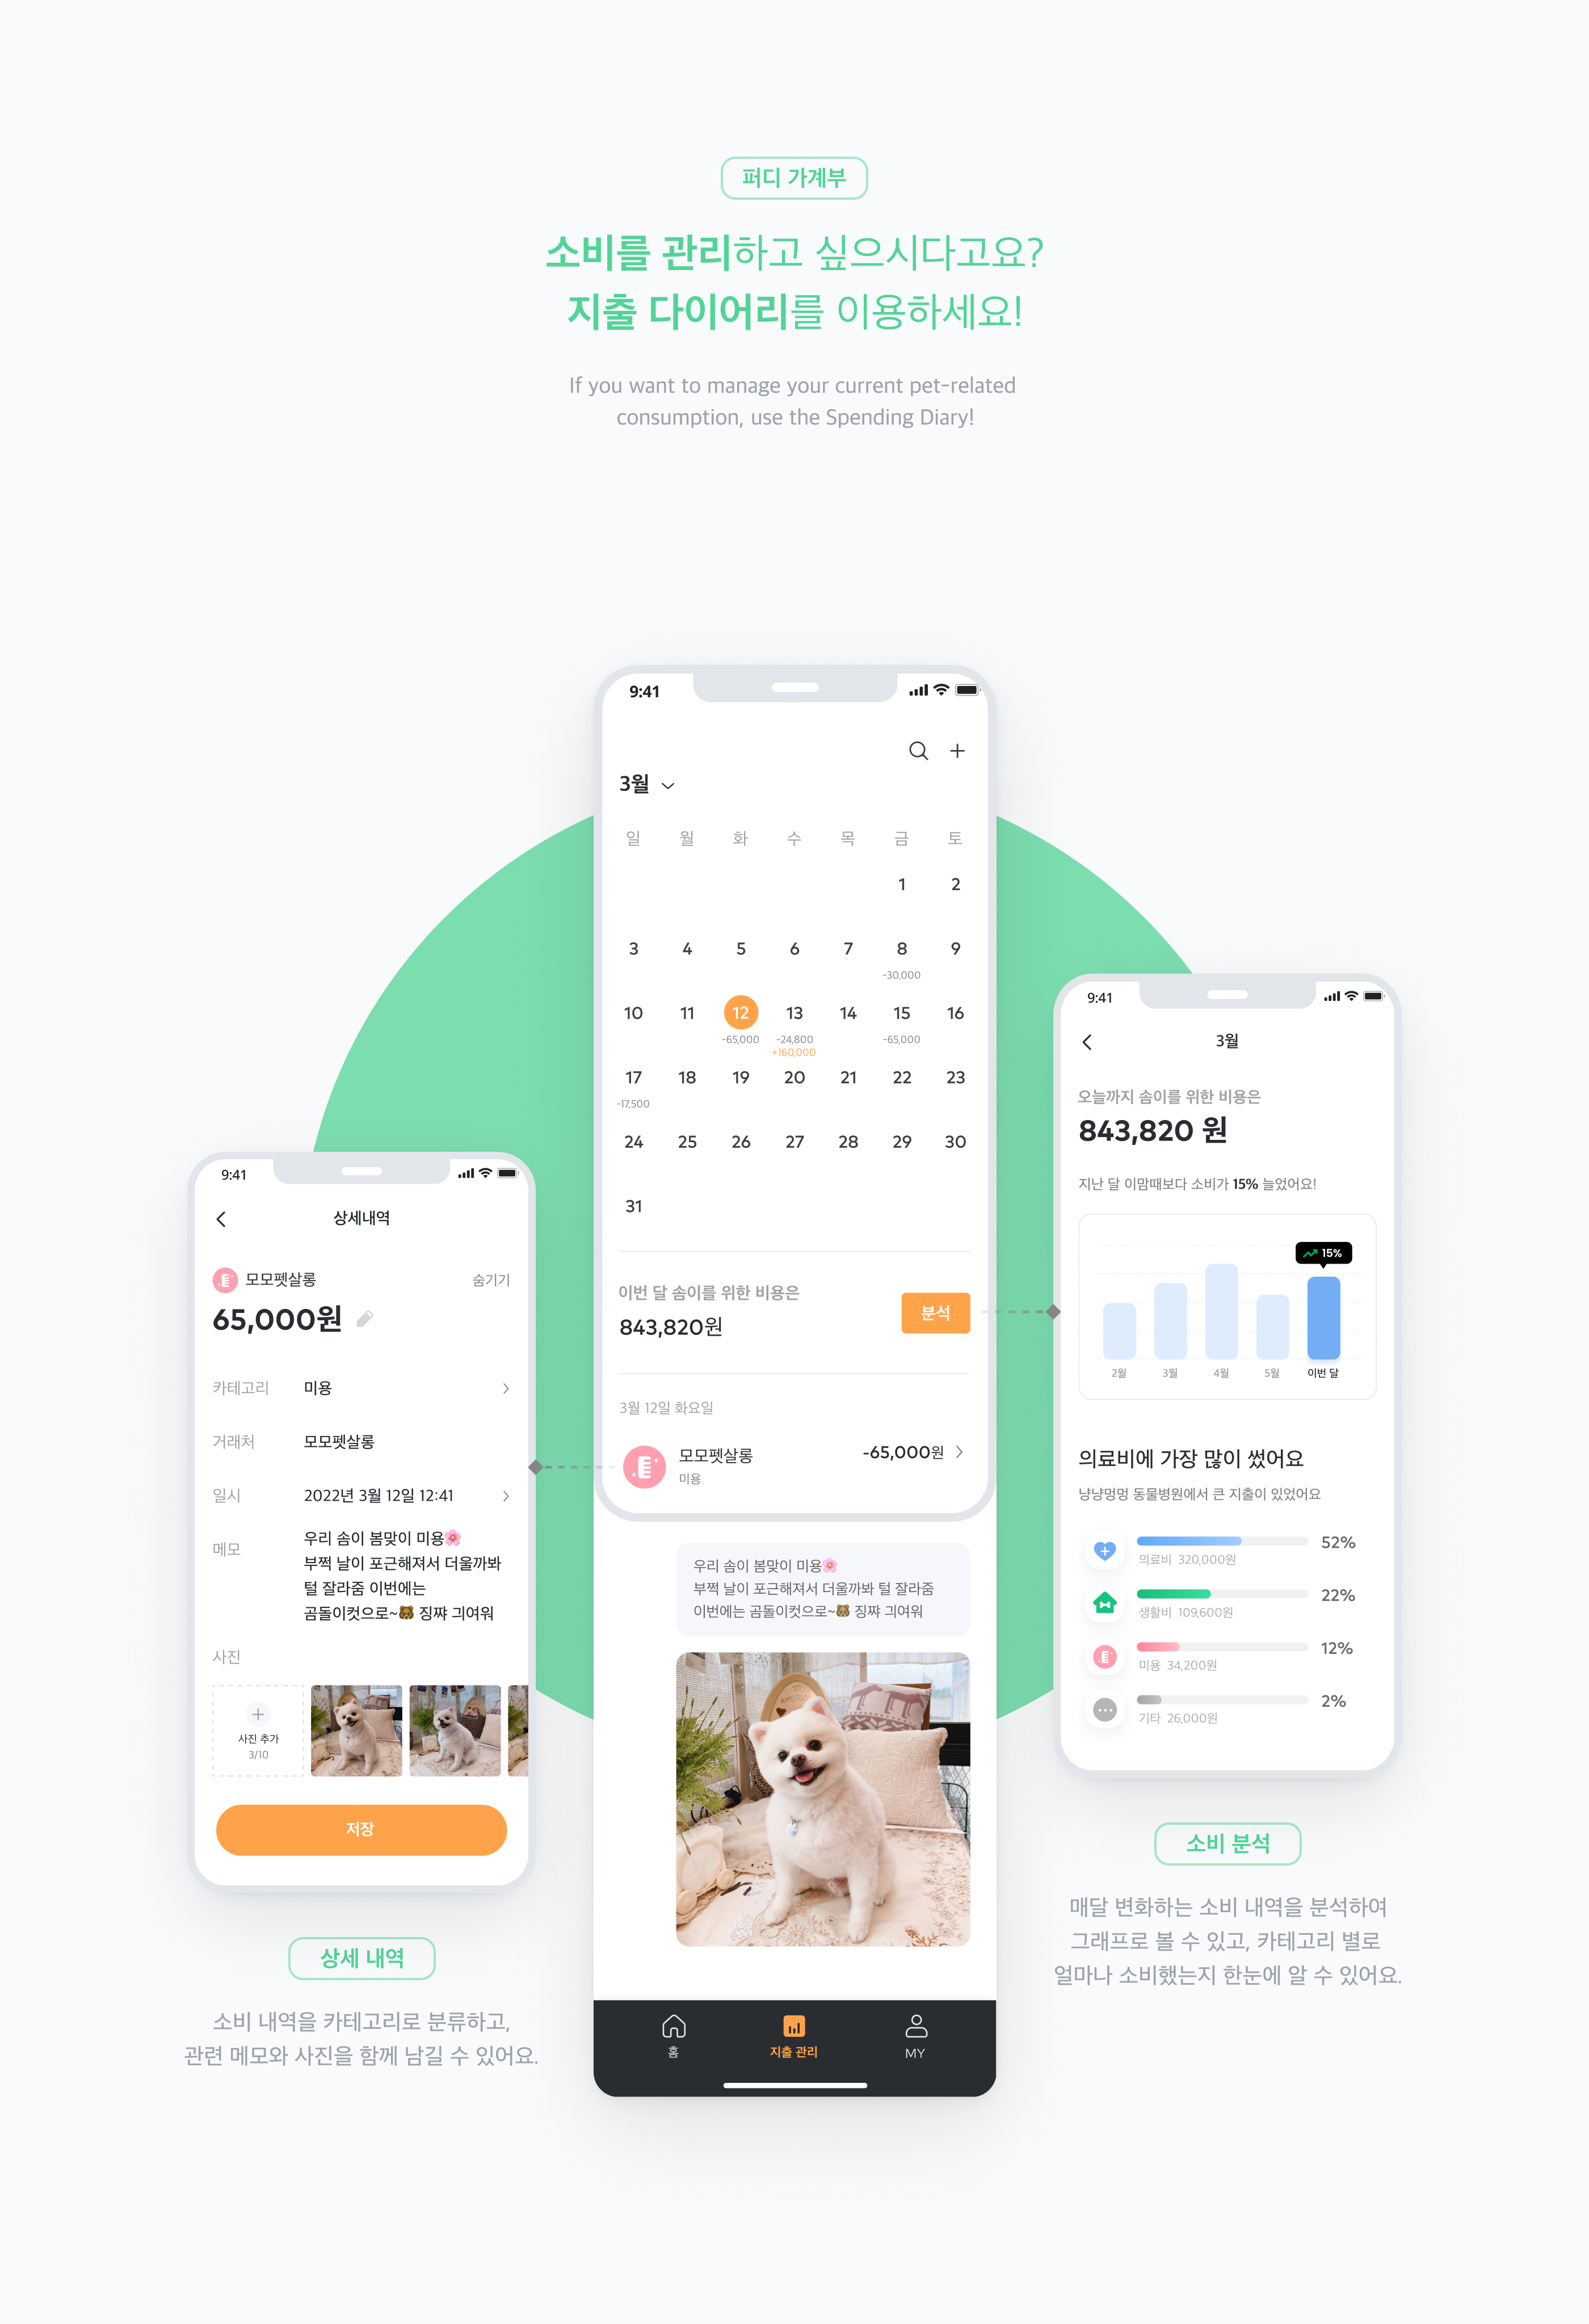 퍼디 가계부
소비를 관리하고 싶으시다고요?
지출 다이어리를 이용하세요!
If you want to manage your current pet-related
consumption, use the Spending Diary!
9:41
3월
일 월 화 수 목 금 토
1 2
3 4 5 6 7 8 9
-30,000
10 11 12 13 14 15 16
-65,000 -24,800 -65,000
+160,000
17 18 19 20 21 22 23
-17,500
24 25 26 27 28 29 30
31
이번 달 솜이를 위한 비용은
843,820원
분석
3월 12일 화요일
모모펫살롱
-65,000원
미용
우리 솜이 봄맞이 미용🌸
부쩍 날이 포근해져서 더울까봐 털 잘라줌
이번에는 곰돌이컷으로~🐻 징쨔 긔여워
TO
AMERICA
홈
지출 관리
MY
9:41
상세내역
모모펫살롱
숨기기
65,000원
카테고리 미용
거래처 모모펫살롱
일시 2022년 3월 12일 12:41
메모
우리 솜이 봄맞이 미용🌸
부쩍 날이 포근해져서 더울까봐
털 잘라줌 이번에는
곰돌이컷으로~🐻 징쨔 긔여워
사진
사진 추가
3/10
저장
상세 내역
소비 내역을 카테고리로 분류하고,
관련 메모와 사진을 함께 남길 수 있어요.
9:41
3월
오늘까지 솜이를 위한 비용은
843,820 원
지난 달 이맘때보다 소비가 15% 늘었어요!
15%
2월 3월 4월 5월 이번 달
의료비에 가장 많이 썼어요
냥냥멍멍 동물병원에서 큰 지출이 있었어요
52%
의료비 320,000원
22%
생활비 109,600원
12%
미용 34,200원
2%
기타 26,000원
소비 분석
매달 변화하는 소비 내역을 분석하여
그래프로 볼 수 있고, 카테고리 별로
얼마나 소비했는지 한눈에 알 수 있어요.